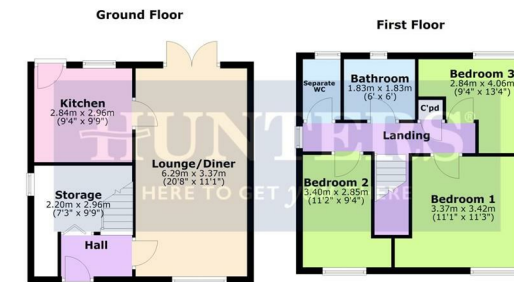 Ground Floor
Kitchen
2.84m x 2.96m
(9'4" x 9'9")
Lounge/Diner
6.29m x 3.37m
(20'8" x 11'1")
Storage
2.20m x 2.96m
(7'3" x 9'9")
Hall
First Floor
Separate
WC
Bathroom
1.83m x 1.83m
(6' x 6')
Bedroom 3
2.84m x 4.06m
(9'4" x 13'4")
C'pd
Landing
Bedroom 2
3.40m x 2.85m
(11'2" x 9'4")
Bedroom 1
3.37m x 3.42m
(11'1" x 11'3")
HUNTERS
HERE TO GET you THERE